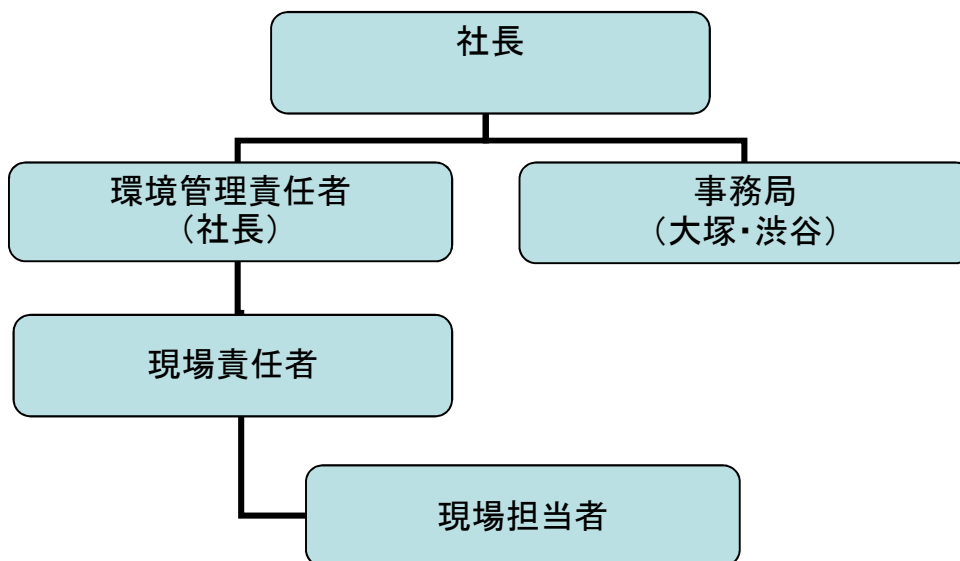 社長
環境管理責任者
（社長）
事務局
（大塚・渋谷）
現場責任者
現場担当者